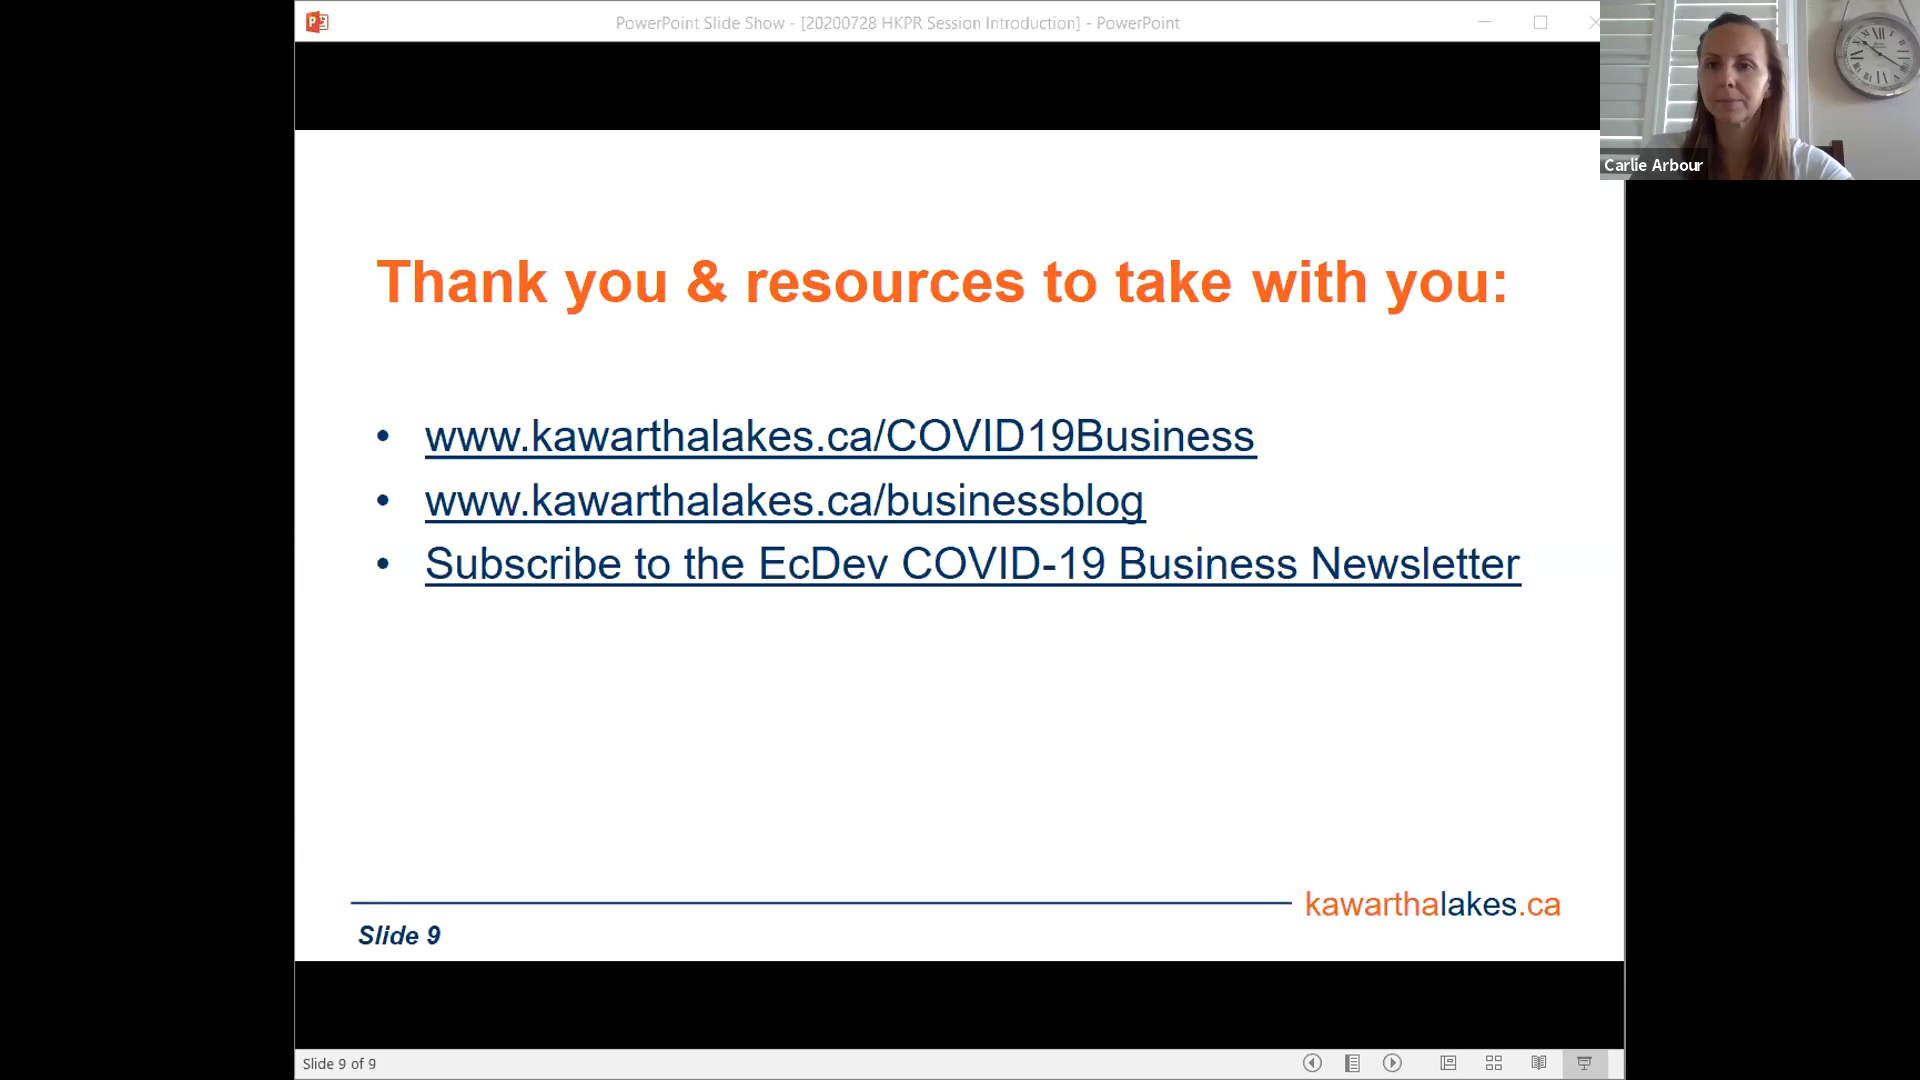 PowerPoint Slide Show - [20200728 HKPR Session Introduction] - PowerPoint
Carlie Arbour
Thank you & resources to take with you:
• www.kawarthalakes.ca/COVID19Business
• www.kawarthalakes.ca/businessblog
• Subscribe to the EcDev COVID-19 Business Newsletter
kawarthalakes.ca
Slide 9
Slide 9 of 9